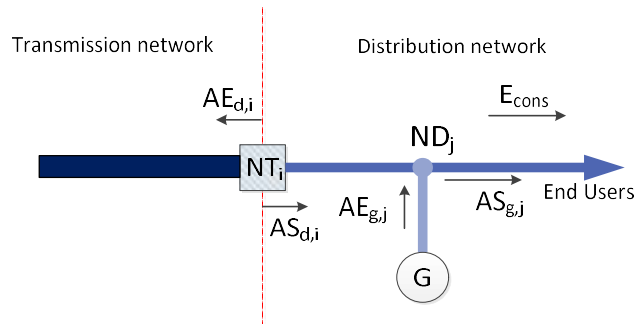 Transmission network
Distribution network
AEd,i
Econs
NDj
NTi
End Users
ASd,i
AEg,j
ASg,j
G